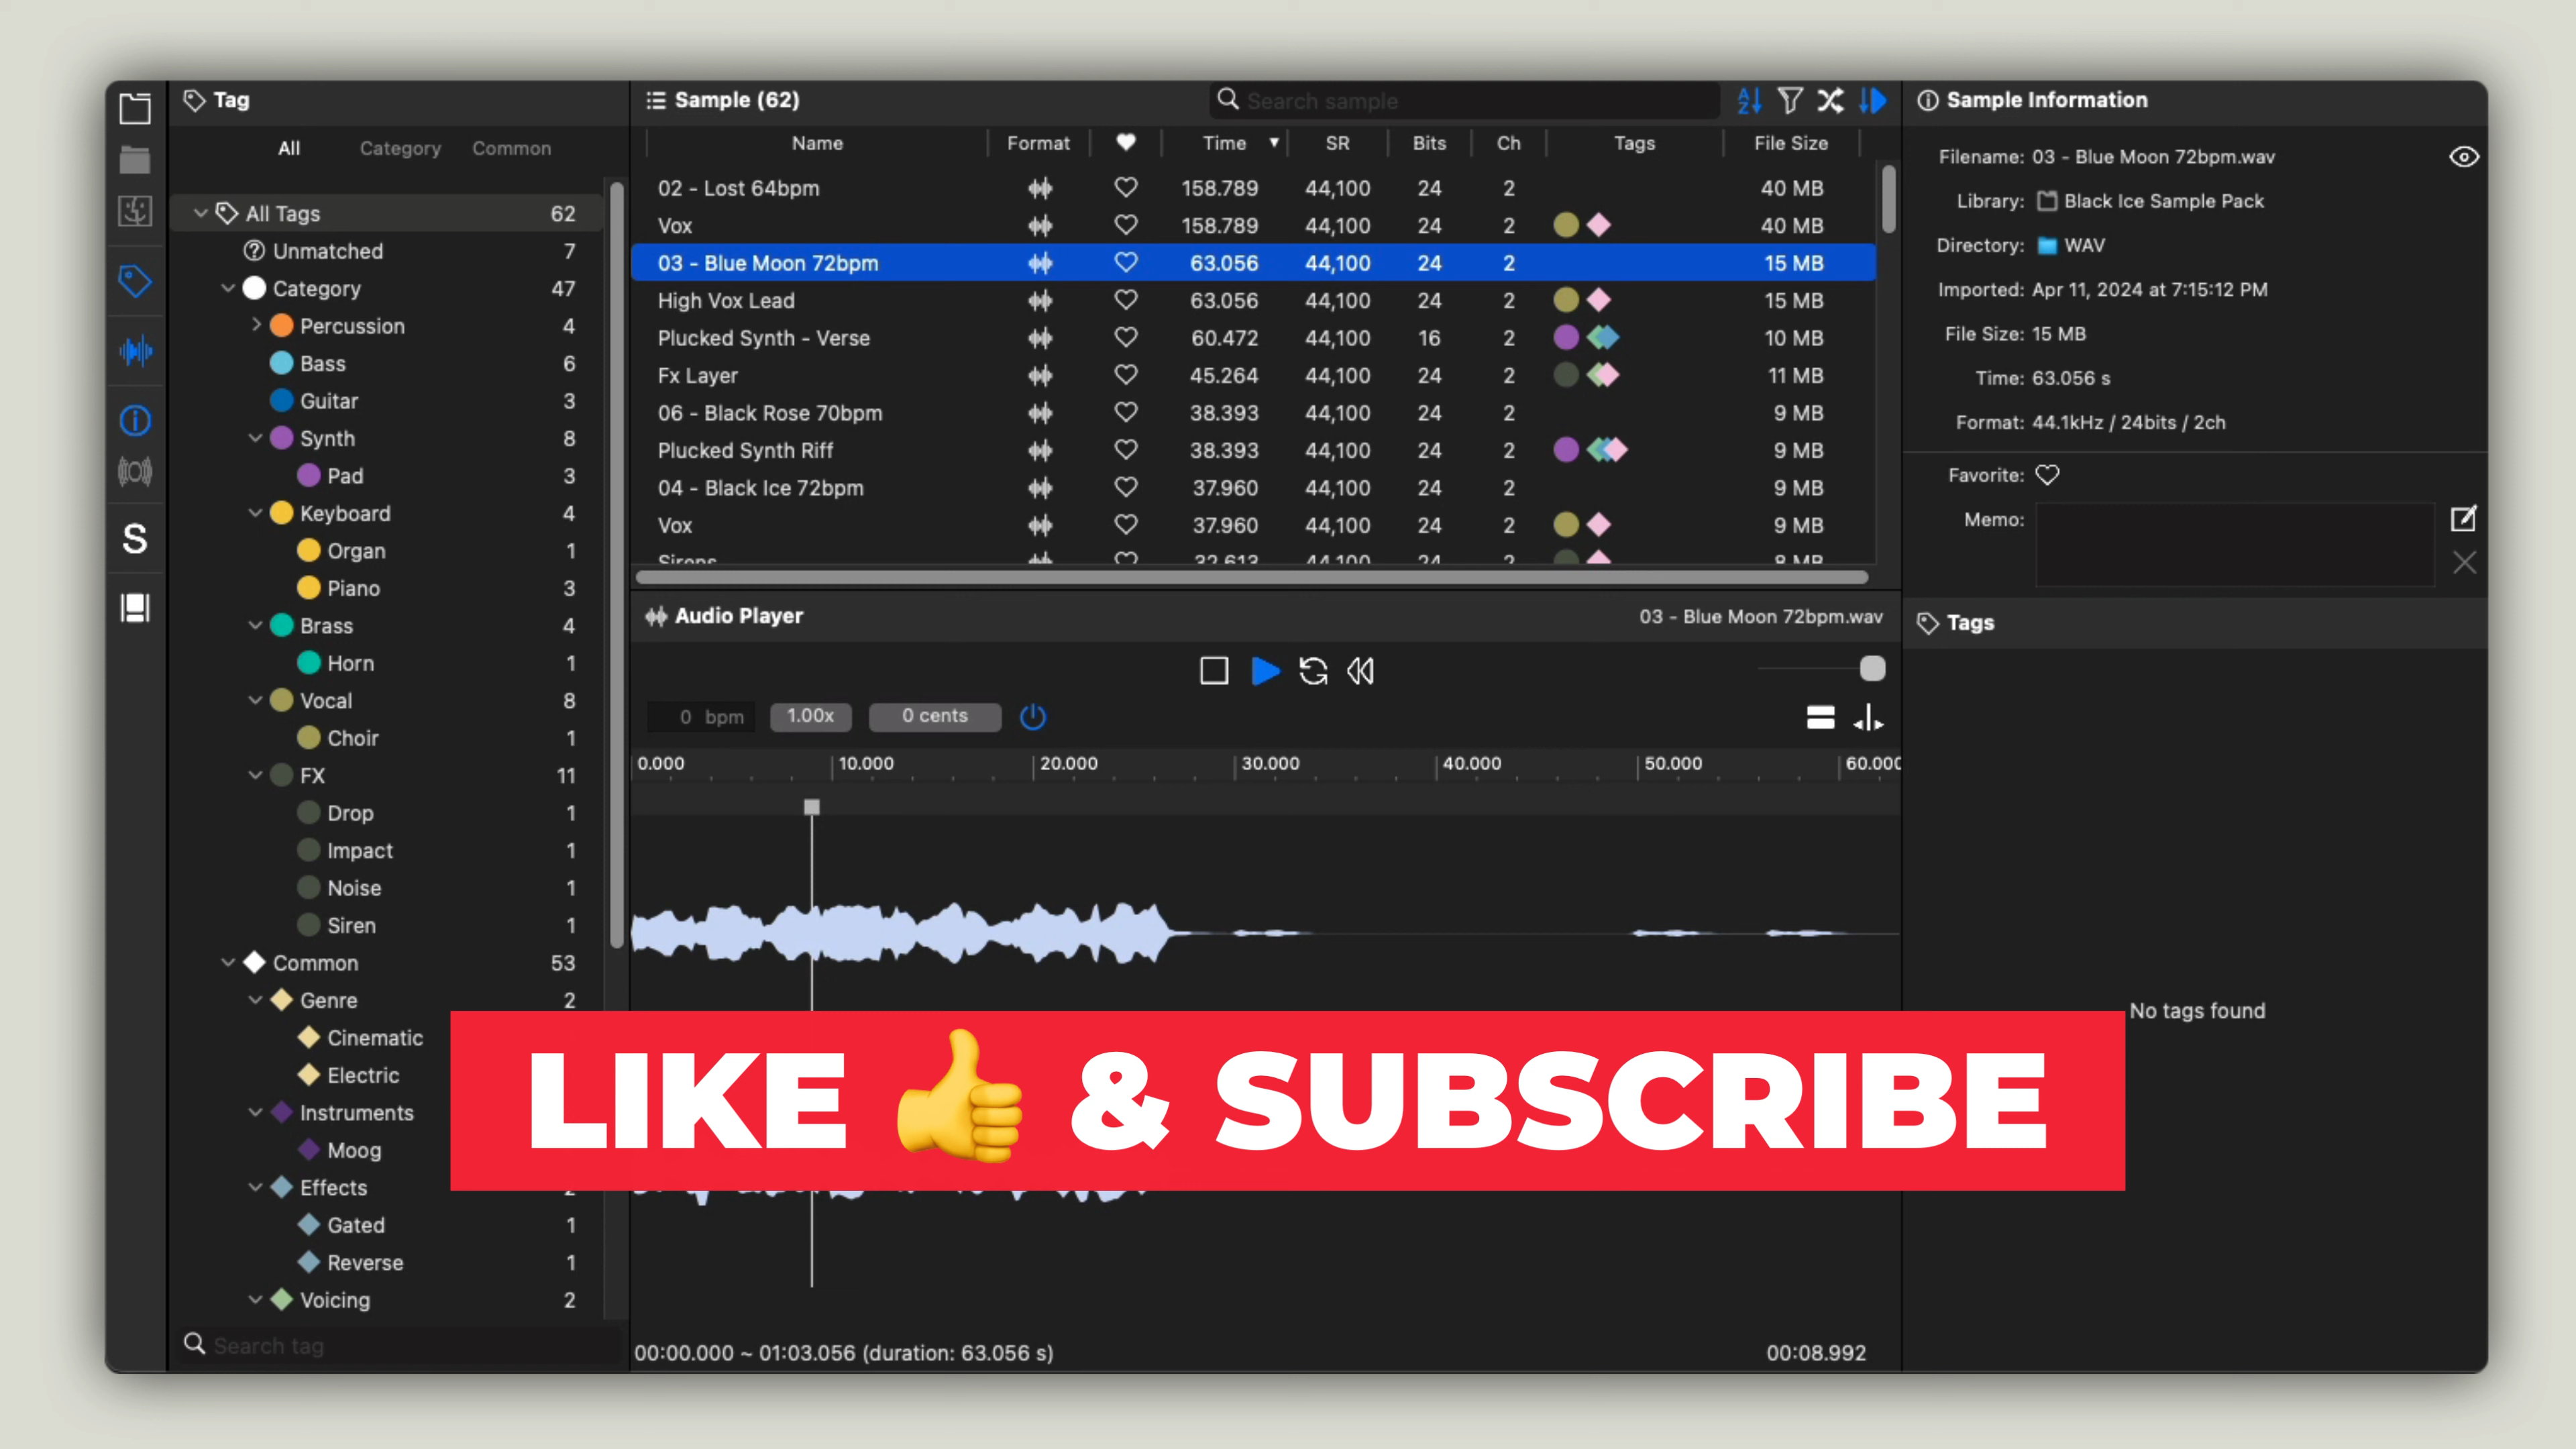 Tag
All Category Common
All Tags 62
Unmatched 7
Category 47
Percussion 4
Bass 6
Guitar 3
Synth 8
Pad 3
Keyboard 4
Organ 1
Piano 3
Brass 4
Horn 1
Vocal 8
Choir 1
FX 11
Drop 1
Impact 1
Noise 1
Siren 1
Common 53
Genre 2
Cinematic
Electric
Instruments
Moog
Effects
Gated 1
Reverse 1
Voicing 2
Search tag
Sample (62)
Search sample
Name Format Time ▼ SR Bits Ch Tags File Size
02 - Lost 64bpm 158.789 44,100 24 2 40 MB
Vox 158.789 44,100 24 2 40 MB
03 - Blue Moon 72bpm 63.056 44,100 24 2 15 MB
High Vox Lead 63.056 44,100 24 2 15 MB
Plucked Synth - Verse 60.472 44,100 16 2 10 MB
Fx Layer 45.264 44,100 24 2 11 MB
06 - Black Rose 70bpm 38.393 44,100 24 2 9 MB
Plucked Synth Riff 38.393 44,100 24 2 9 MB
04 - Black Ice 72bpm 37.960 44,100 24 2 9 MB
Vox 37.960 44,100 24 2 9 MB
Sirens 32.613 44,100 24 2 8 MB
Audio Player 03 - Blue Moon 72bpm.wav
0 bpm 1.00x 0 cents
0.000 10.000 20.000 30.000 40.000 50.000 60.000
LIKE 👍 & SUBSCRIBE
00:00.000 ~ 01:03.056 (duration: 63.056 s) 00:08.992
Sample Information
Filename: 03 - Blue Moon 72bpm.wav
Library: Black Ice Sample Pack
Directory: WAV
Imported: Apr 11, 2024 at 7:15:12 PM
File Size: 15 MB
Time: 63.056 s
Format: 44.1kHz / 24bits / 2ch
Favorite:
Memo:
Tags
No tags found
S